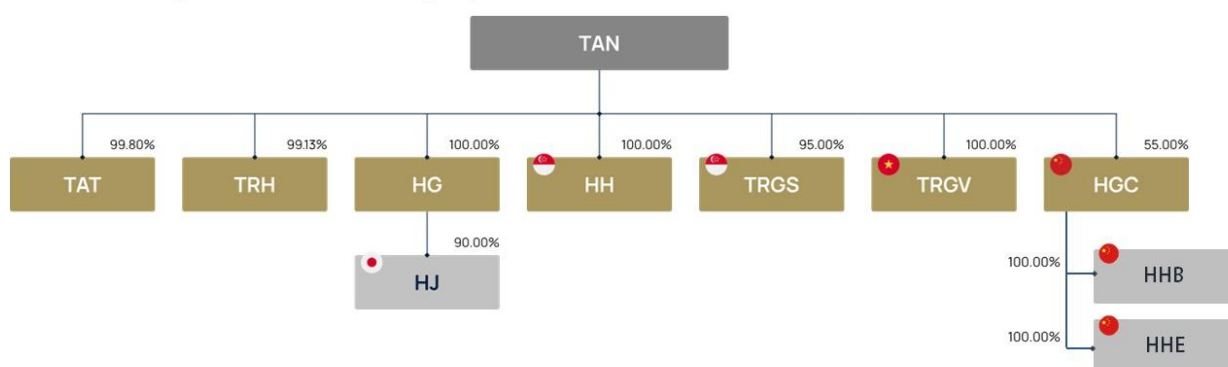 TAN
99.80% 99.13% 100.00% 100.00% 95.00% 100.00% 55.00%
TAT TRH HG HH TRGS TRGV HGC
90.00%
HJ
100.00%
HHB
100.00%
HHE